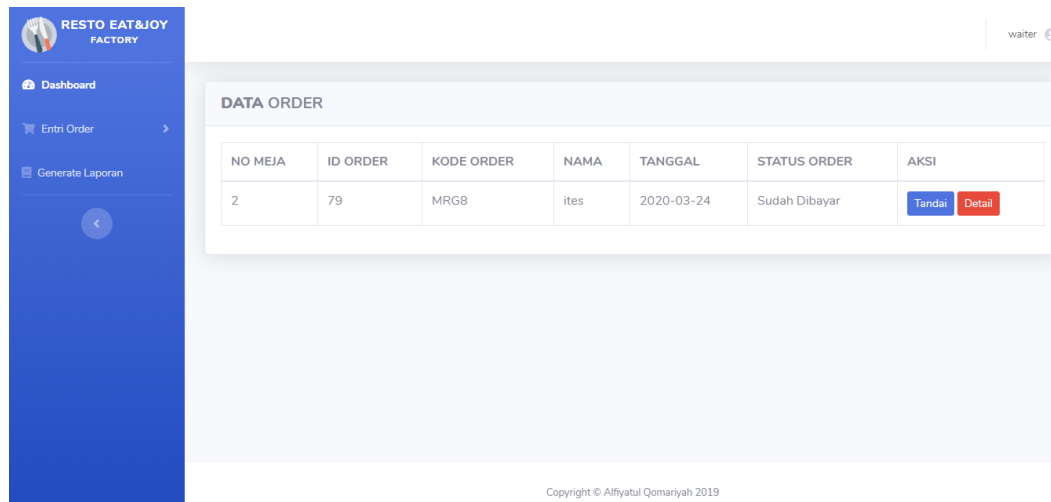 RESTO EAT&JOY
FACTORY
waiter
Dashboard
Entri Order
Generate Laporan
DATA ORDER
NO MEJA ID ORDER KODE ORDER NAMA TANGGAL STATUS ORDER AKSI
2 79 MRG8 ites 2020-03-24 Sudah Dibayar Tandai Detail
Copyright © Alfiyatul Qomariyah 2019